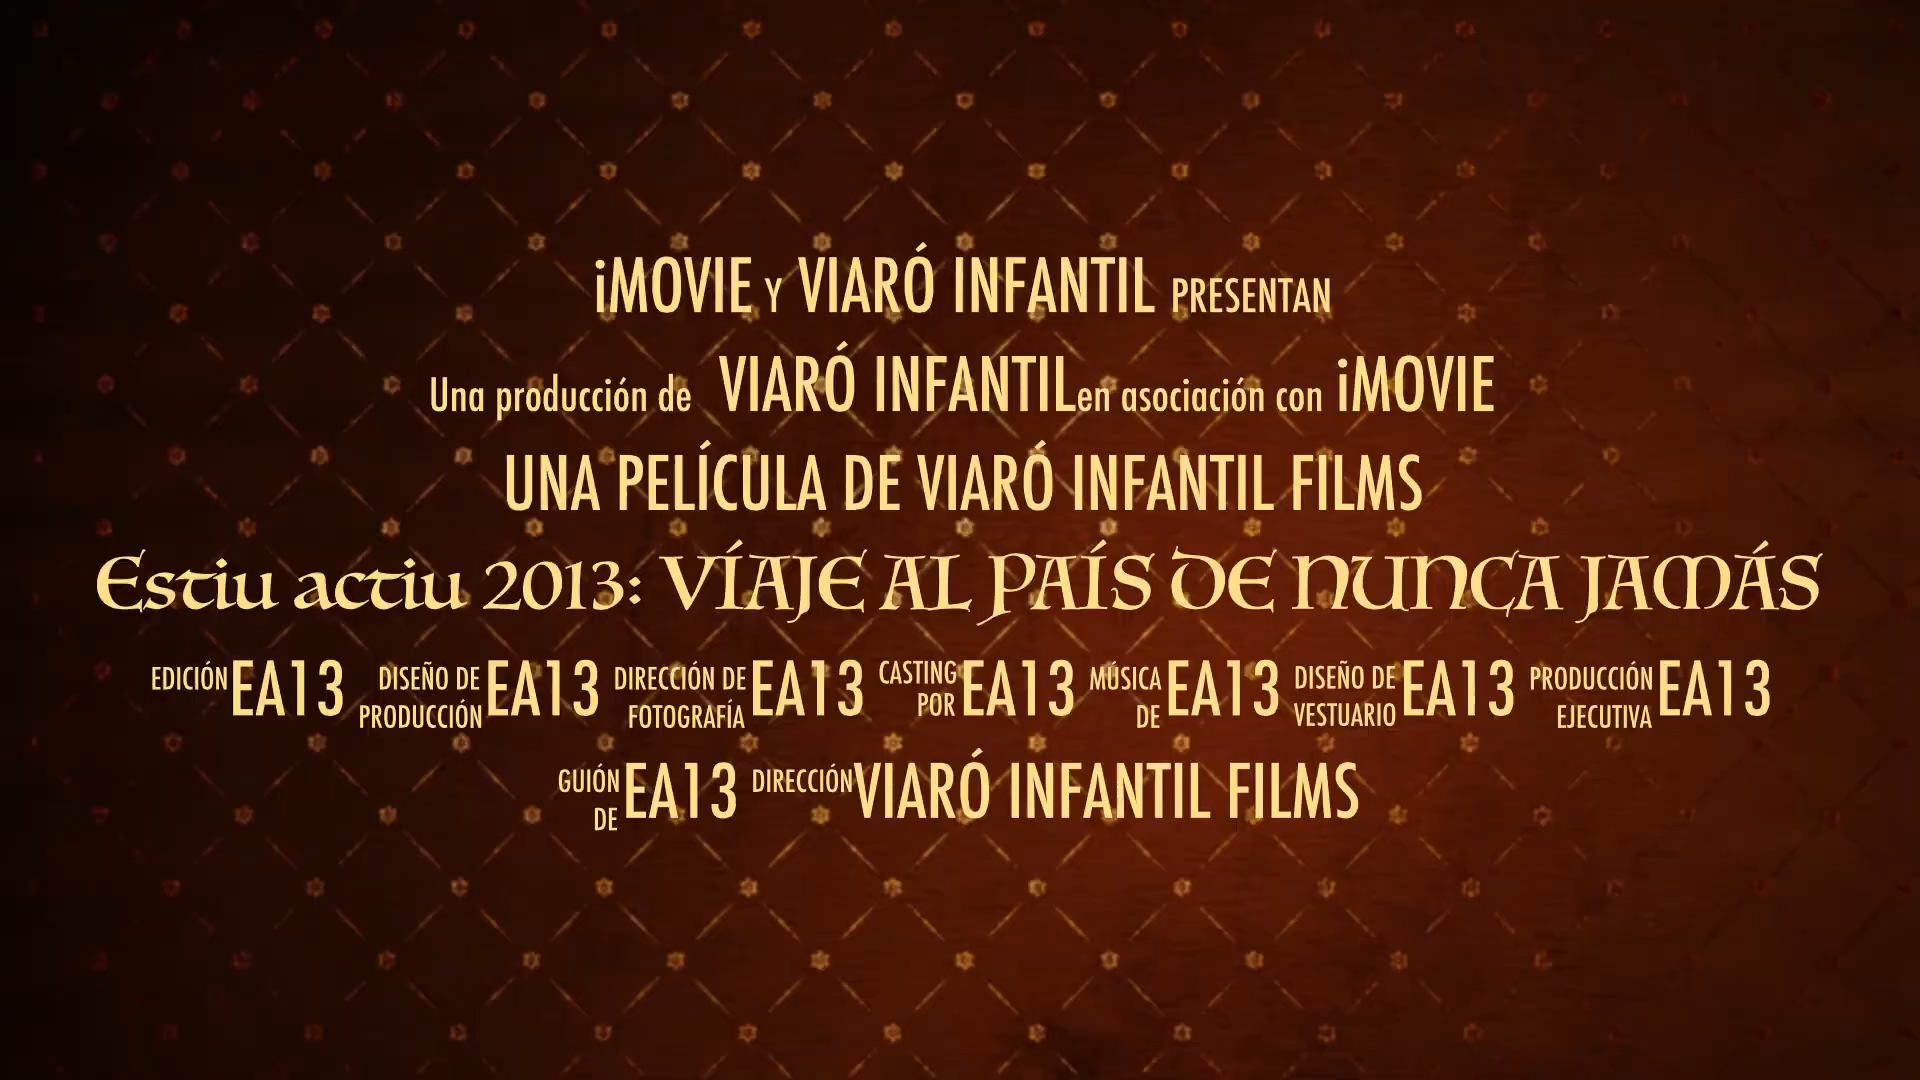 iMOVIE Y VIARÓ INFANTIL PRESENTAN
Una producción de VIARÓ INFANTIL en asociación con iMOVIE
UNA PELÍCULA DE VIARÓ INFANTIL FILMS
Estiu actiu 2013: VÍAJE AL PAÍS DE NUNCA JAMÁS
EDICIÓN EA13 DISEÑO DE PRODUCCIÓN EA13 DIRECCIÓN DE FOTOGRAFÍA EA13 CASTING POR EA13 MÚSICA DE EA13 DISEÑO DE VESTUARIO EA13 PRODUCCIÓN EJECUTIVA EA13
GUIÓN DE EA13 DIRECCIÓN VIARÓ INFANTIL FILMS